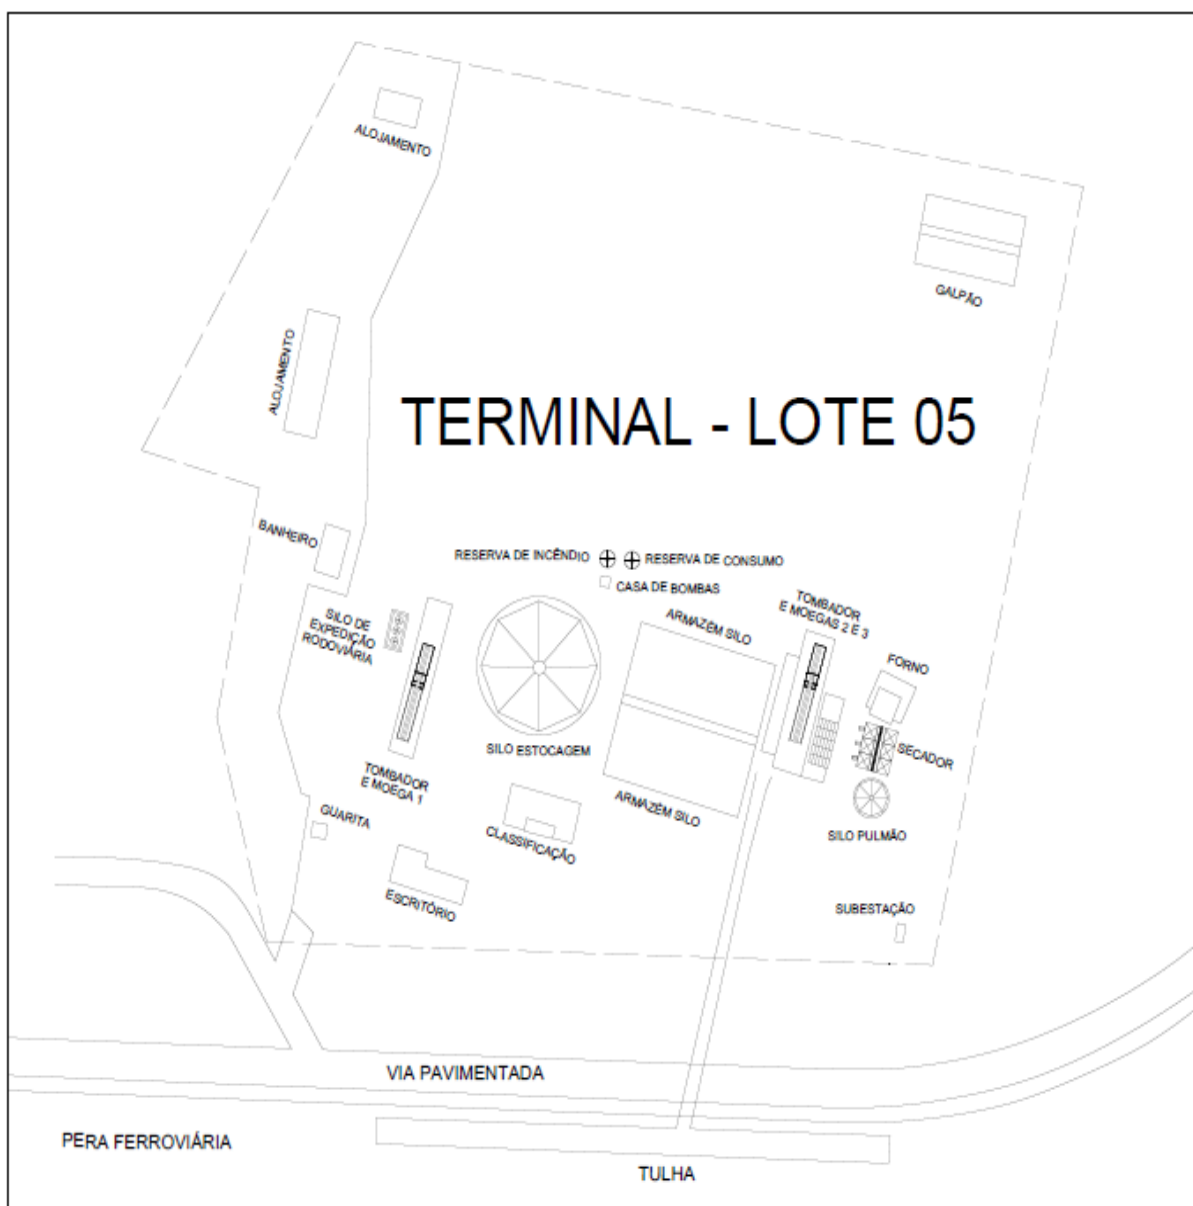 ALOJAMENTO
GALPÃO
ALOJAMENTO
TERMINAL - LOTE 05
BANHEIRO
RESERVA DE INCÊNDIO
RESERVA DE CONSUMO
CASA DE BOMBAS
SILO DE
EXPEDIÇÃO
RODOVIÁRIA
ARMAZÉM SILO
TOMBADOR
E MOEGAS 2 E 3
FORNO
SILO ESTOCAGEM
SECADOR
TOMBADOR
E MOEGA 1
ARMAZÉM SILO
GUARITA
CLASSIFICAÇÃO
SILO PULMÃO
ESCRITÓRIO
SUBESTAÇÃO
VIA PAVIMENTADA
PERA FERROVIÁRIA
TULHA